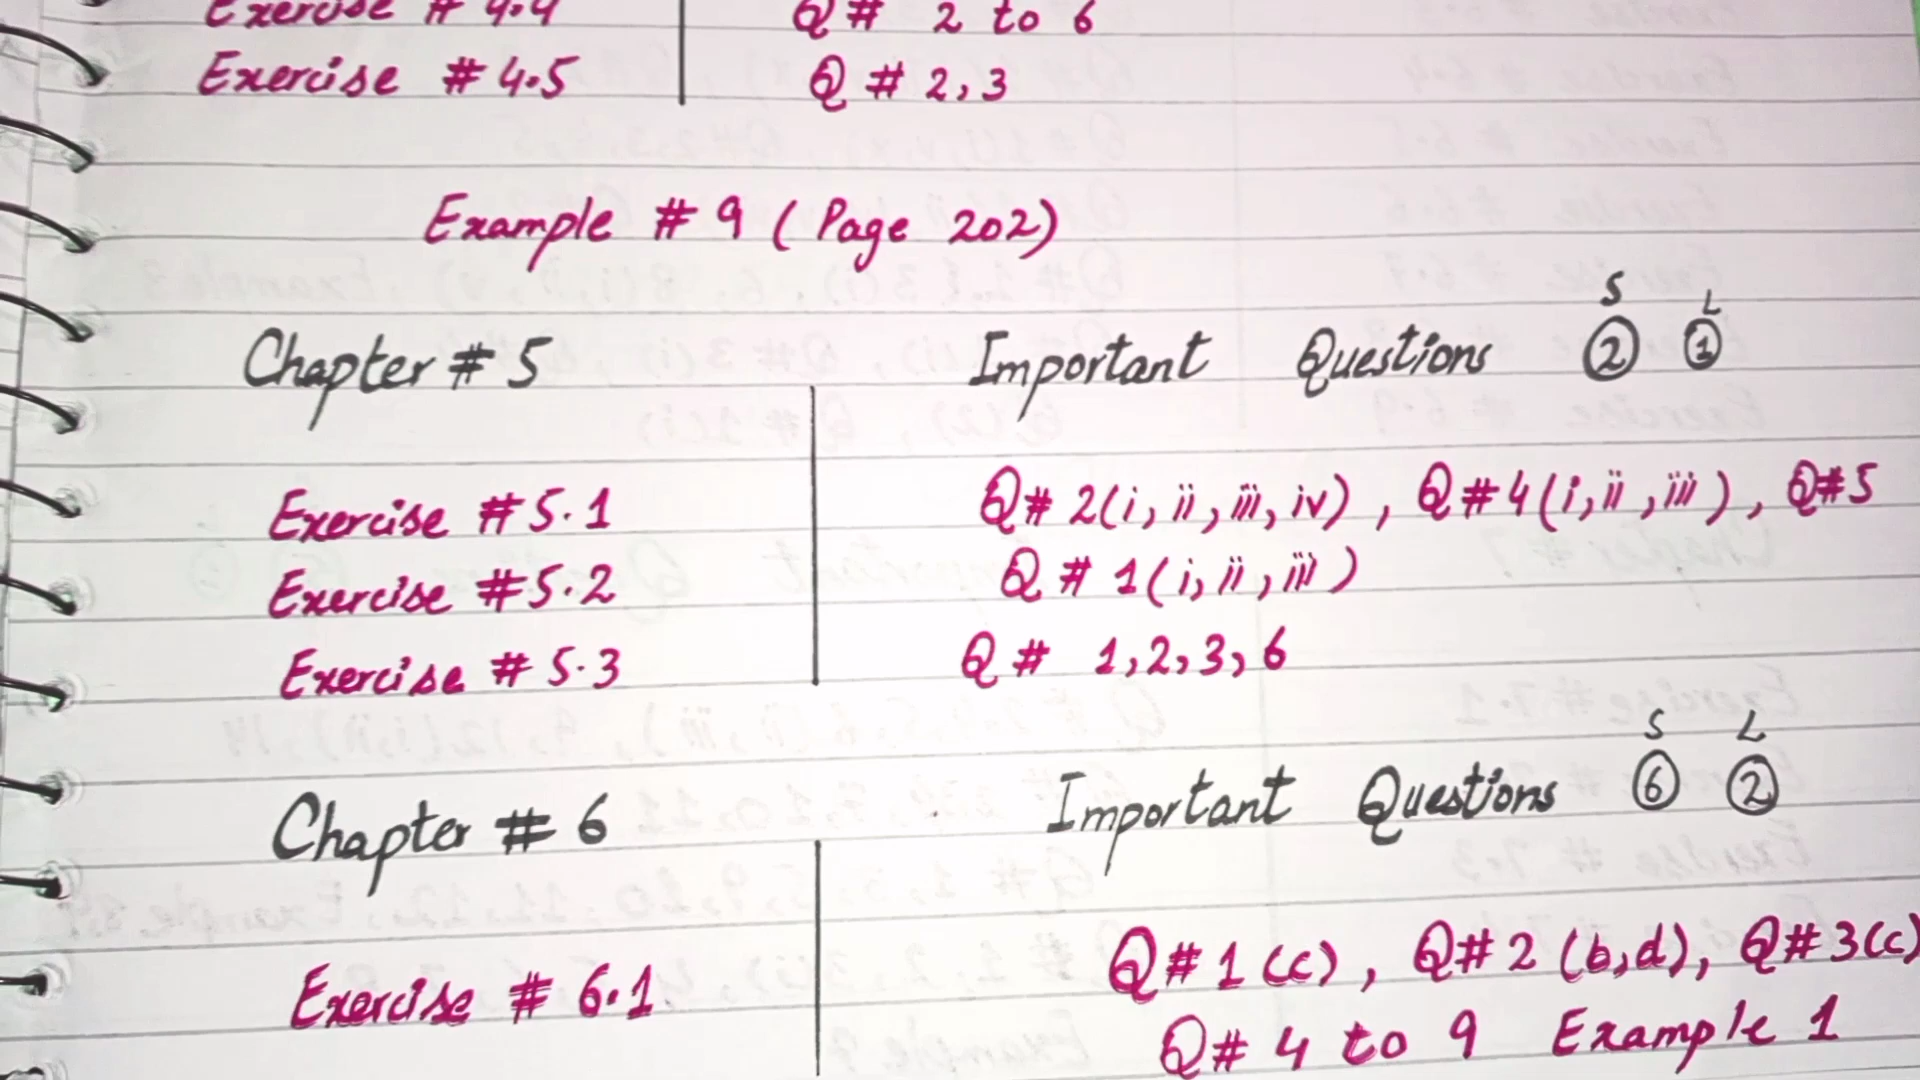 Exercise # 4.4 Q # 2 to 6
Exercise # 4.5 Q # 2, 3
Example # 9 ( Page 202)
S L
Chapter # 5 Important Questions 2 1
Exercise # 5.1 Q# 2(i, ii, iii, iv), Q#4(i, ii, iii), Q#5
Exercise # 5.2 Q # 1(i, ii, iii)
Exercise # 5.3 Q # 1, 2, 3, 6
S L
Chapter # 6 Important Questions 6 2
Exercise # 6.1 Q# 1 (c), Q#2 (b,d), Q#3(c)
Q# 4 to 9 Example 1